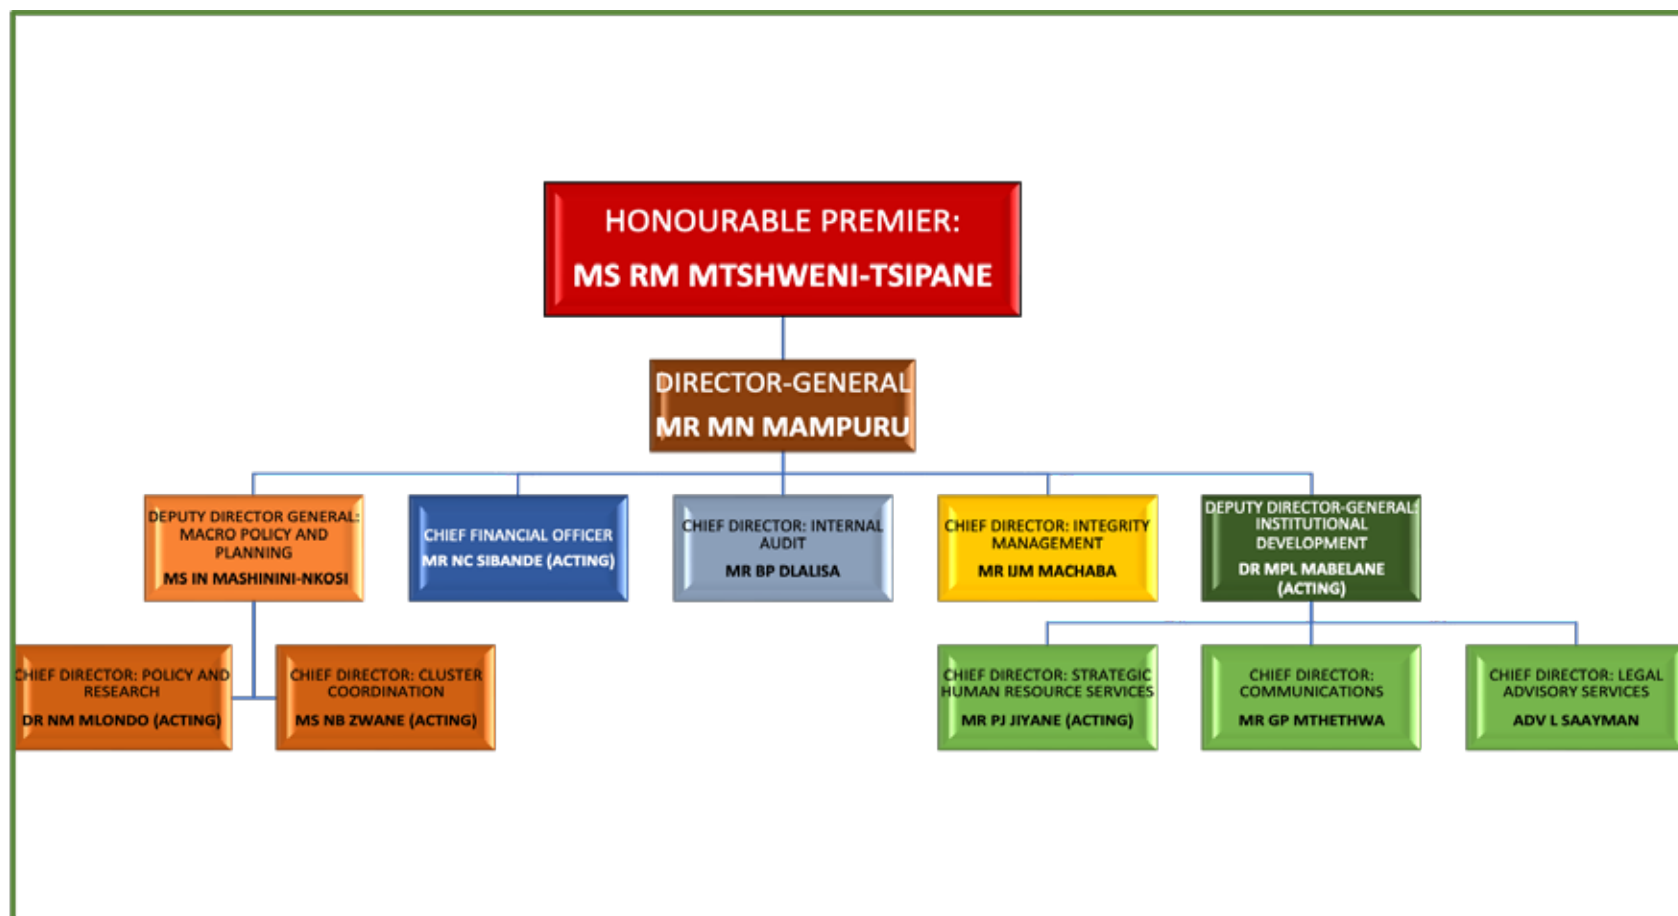 HONOURABLE PREMIER:
MS RM MTSHWENI-TSIPANE
DIRECTOR-GENERAL
MR MN MAMPURU
DEPUTY DIRECTOR GENERAL:
MACRO POLICY AND
PLANNING
MS IN MASHININI-NKOSI
CHIEF FINANCIAL OFFICER
MR NC SIBANDE (ACTING)
CHIEF DIRECTOR: INTERNAL
AUDIT
MR BP DLALISA
CHIEF DIRECTOR: INTEGRITY
MANAGEMENT
MR IJM MACHABA
DEPUTY DIRECTOR-GENERAL:
INSTITUTIONAL
DEVELOPMENT
DR MPL MABELANE
(ACTING)
CHIEF DIRECTOR: POLICY AND
RESEARCH
DR NM MLONDO (ACTING)
CHIEF DIRECTOR: CLUSTER
COORDINATION
MS NB ZWANE (ACTING)
CHIEF DIRECTOR: STRATEGIC
HUMAN RESOURCE SERVICES
MR PJ JIYANE (ACTING)
CHIEF DIRECTOR:
COMMUNICATIONS
MR GP MTHETHWA
CHIEF DIRECTOR: LEGAL
ADVISORY SERVICES
ADV L SAAYMAN